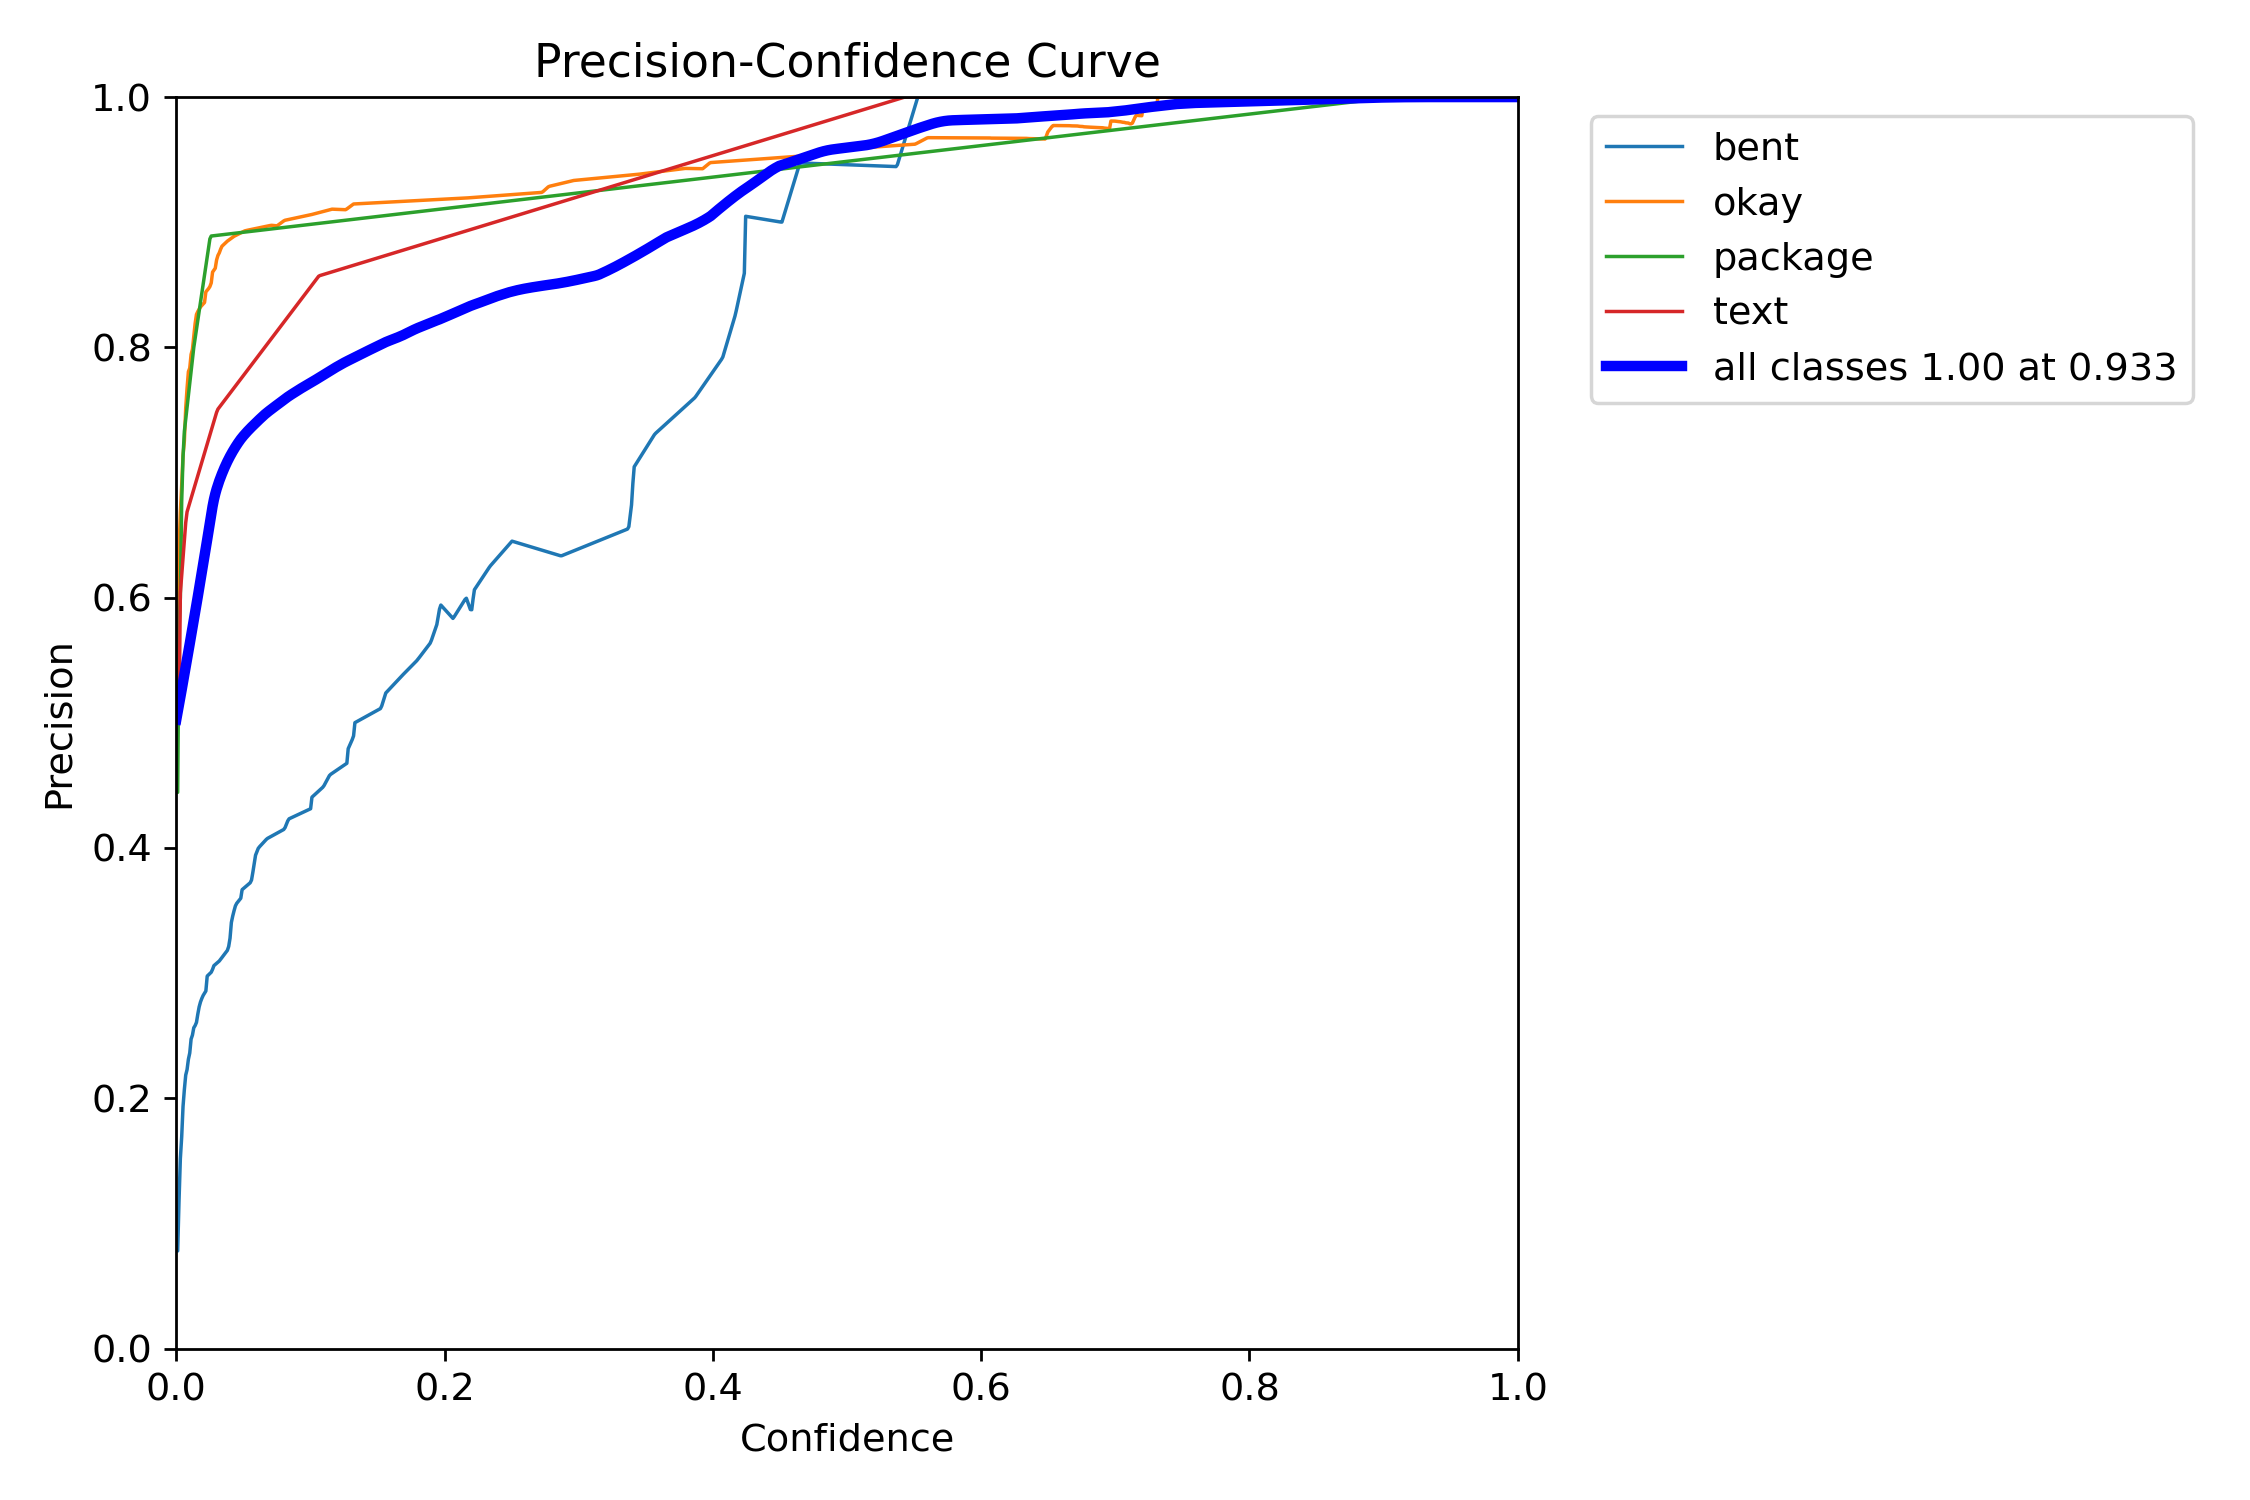 Precision-Confidence Curve
1.0
0.8
0.6
0.4
0.2
0.0
Precision
0.0 0.2 0.4 0.6 0.8 1.0
Confidence
bent
okay
package
text
all classes 1.00 at 0.933